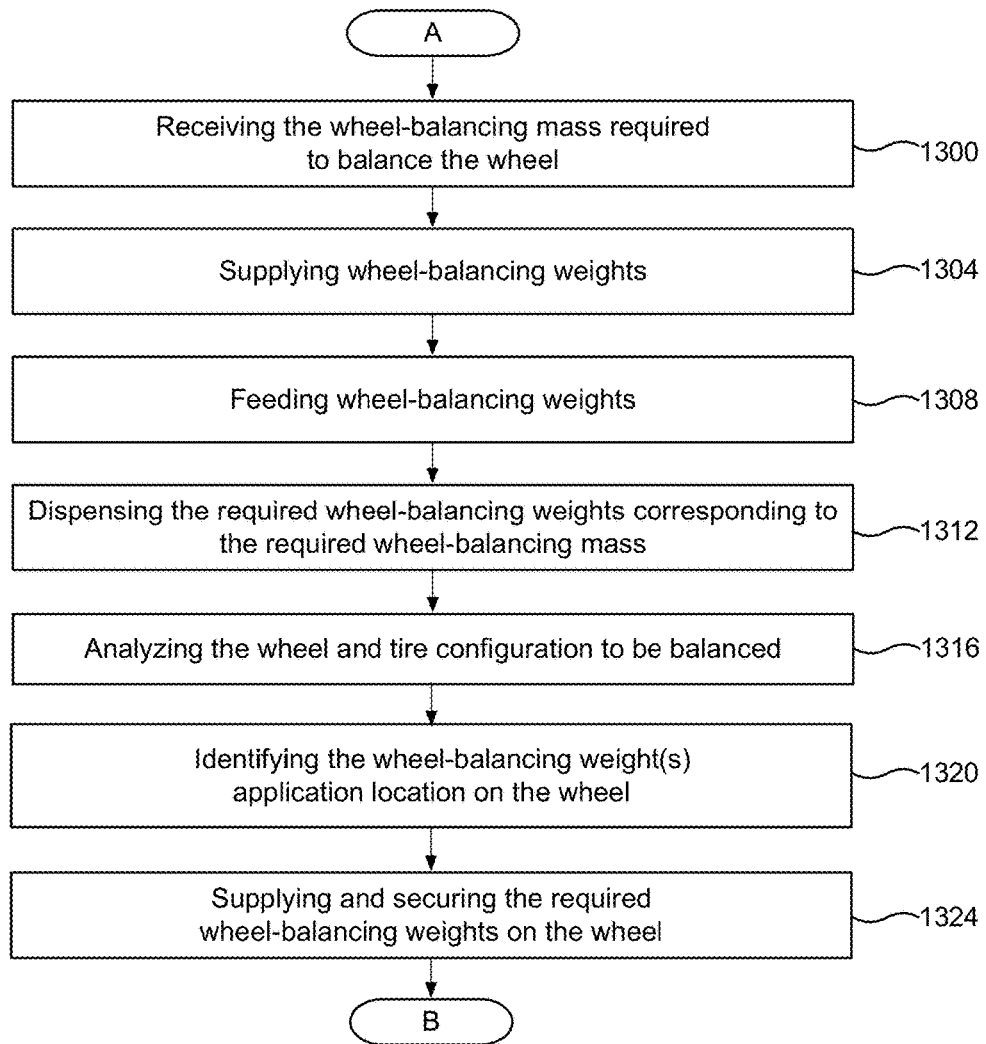 A
Receiving the wheel-balancing mass required
to balance the wheel
1300
Supplying wheel-balancing weights
1304
Feeding wheel-balancing weights
1308
Dispensing the required wheel-balancing weights corresponding to
the required wheel-balancing mass
1312
Analyzing the wheel and tire configuration to be balanced
1316
Identifying the wheel-balancing weight(s)
application location on the wheel
1320
Supplying and securing the required
wheel-balancing weights on the wheel
1324
B